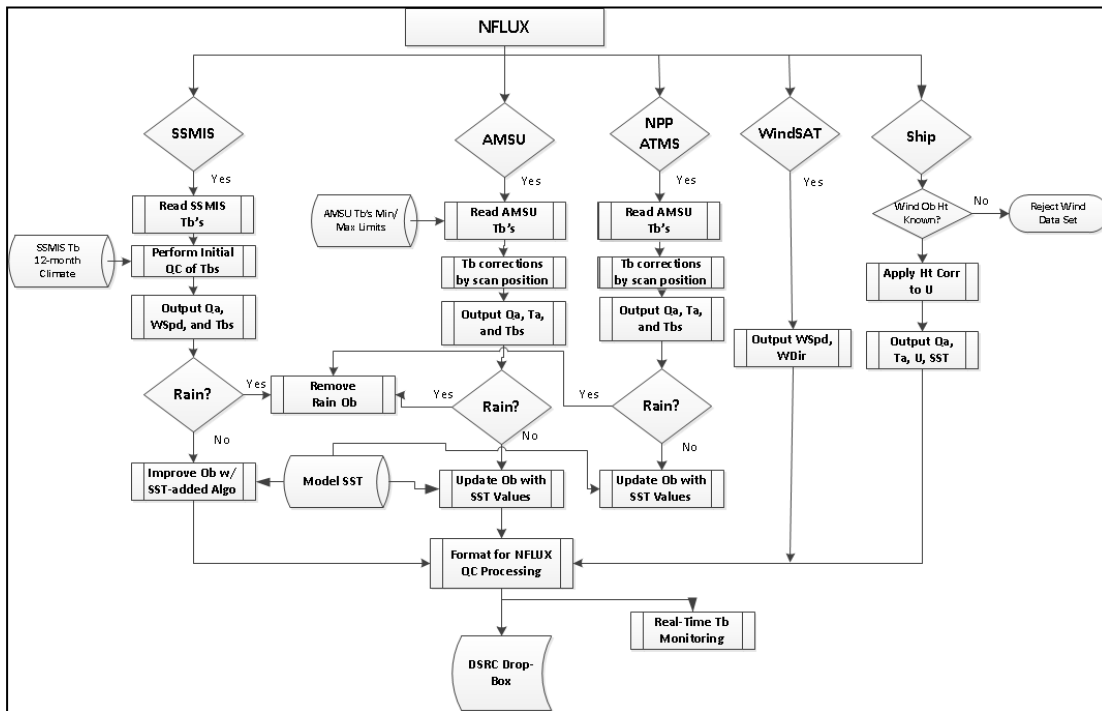 NFLUX
SSMIS
AMSU
NPP
ATMS
WindSAT
Ship
Yes
Yes
Yes
Yes
Read SSMIS
Tb's
AMSU Tb's Min/
Max Limits
Read AMSU
Tb's
Read AMSU
Tb's
Wind Ob Ht
Known?
No
Reject Wind
Data Set
SSMIS Tb
12-month
Climate
Perform Initial
QC of Tbs
Tb corrections
by scan position
Tb corrections
by scan position
Apply Ht Corr
to U
Output Qa,
WSpd, and Tbs
Output Qa, Ta,
and Tbs
Output Qa, Ta,
and Tbs
Output WSpd,
WDir
Output Qa,
Ta, U, SST
Rain?
Yes
Remove
Rain Ob
Yes
Rain?
Yes
Rain?
No
No
No
Improve Ob w/
SST-added Algo
Model SST
Update Ob with
SST Values
Update Ob with
SST Values
Format for NFLUX
QC Processing
Real-Time Tb
Monitoring
DSRC Drop-
Box